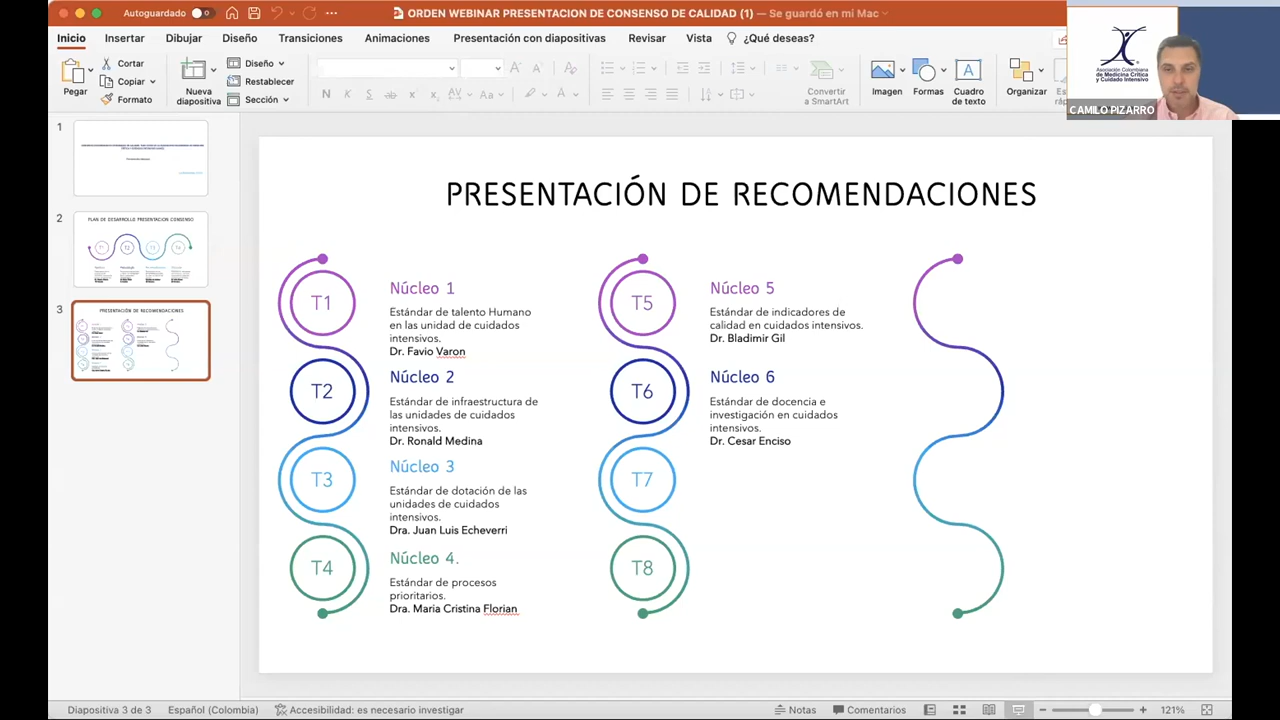 Autoguardado
ORDEN WEBINAR PRESENTACION DE CONSENSO DE CALIDAD (1) — Se guardó en mi Mac
Inicio
Insertar
Dibujar
Diseño
Transiciones
Animaciones
Presentación con diapositivas
Revisar
Vista
¿Qué deseas?
Pegar
Cortar
Copiar
Formato
Nueva
diapositiva
Diseño
Restablecer
Sección
Convertir
a SmartArt
Imagen
Formas
Cuadro
de texto
Organizar
Asociación Colombiana
de Medicina Crítica
y Cuidado Intensivo
CAMILO PIZARRO
1
2
PLAN DE DESARROLLO PRESENTACION CONSENSO
3
PRESENTACIÓN DE RECOMENDACIONES
PRESENTACIÓN DE RECOMENDACIONES
T1
Núcleo 1
Estándar de talento Humano
en las unidad de cuidados
intensivos.
Dr. Favio Varon
T2
Núcleo 2
Estándar de infraestructura de
las unidades de cuidados
intensivos.
Dr. Ronald Medina
T3
Núcleo 3
Estándar de dotación de las
unidades de cuidados
intensivos.
Dra. Juan Luis Echeverri
T4
Núcleo 4.
Estándar de procesos
prioritarios.
Dra. Maria Cristina Florian
T5
Núcleo 5
Estándar de indicadores de
calidad en cuidados intensivos.
Dr. Bladimir Gil
T6
Núcleo 6
Estándar de docencia e
investigación en cuidados
intensivos.
Dr. Cesar Enciso
T7
T8
Diapositiva 3 de 3
Español (Colombia)
Accesibilidad: es necesario investigar
Notas
Comentarios
121%